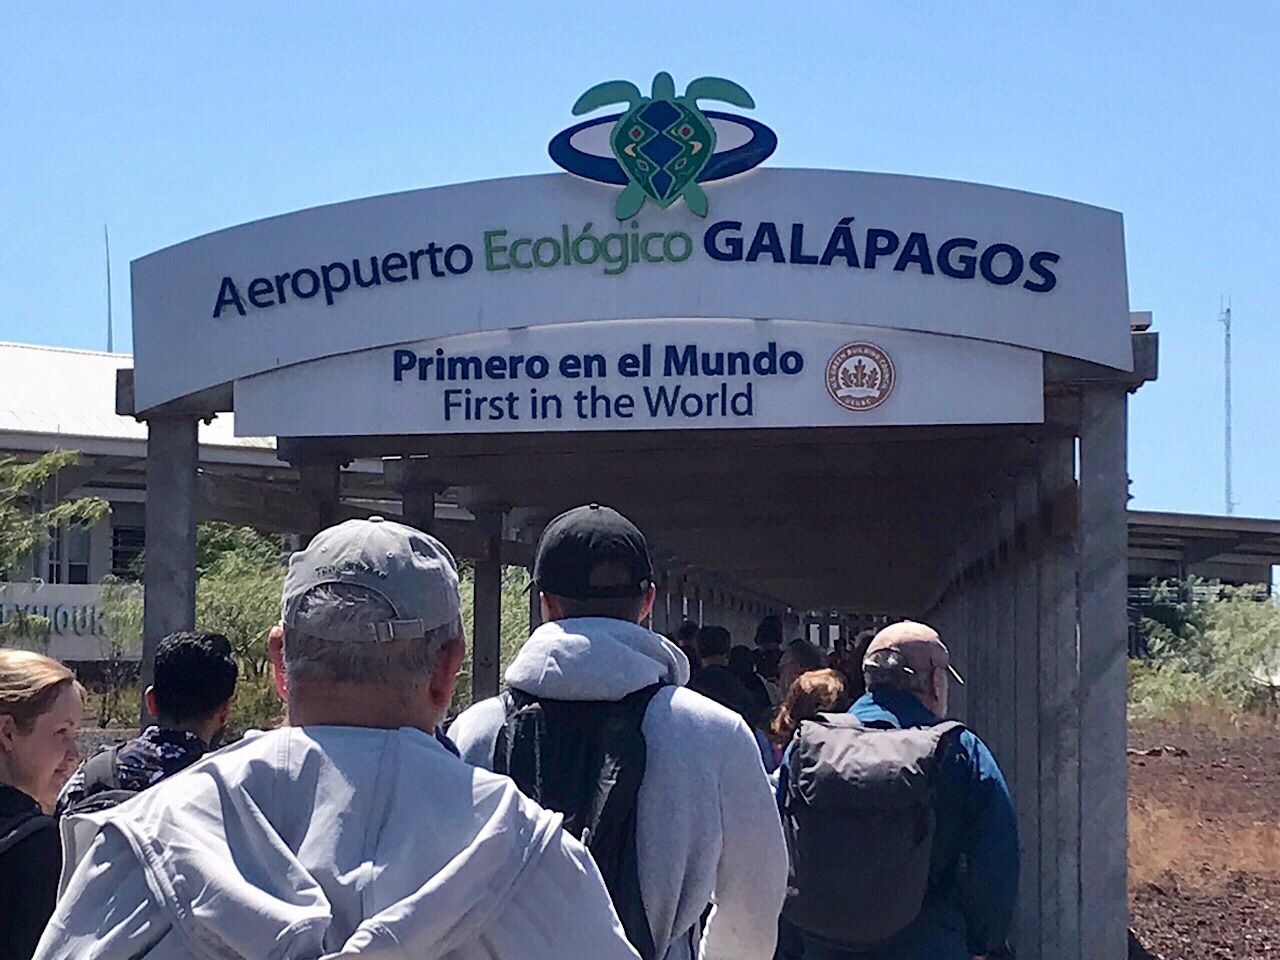 Aeropuerto Ecológico GALÁPAGOS
Primero en el Mundo
First in the World